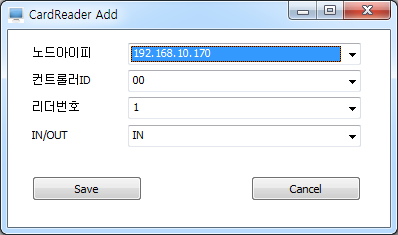 CardReader Add
노드아이피 192.168.10.170
컨트롤러ID 00
리더번호 1
IN/OUT IN
Save Cancel